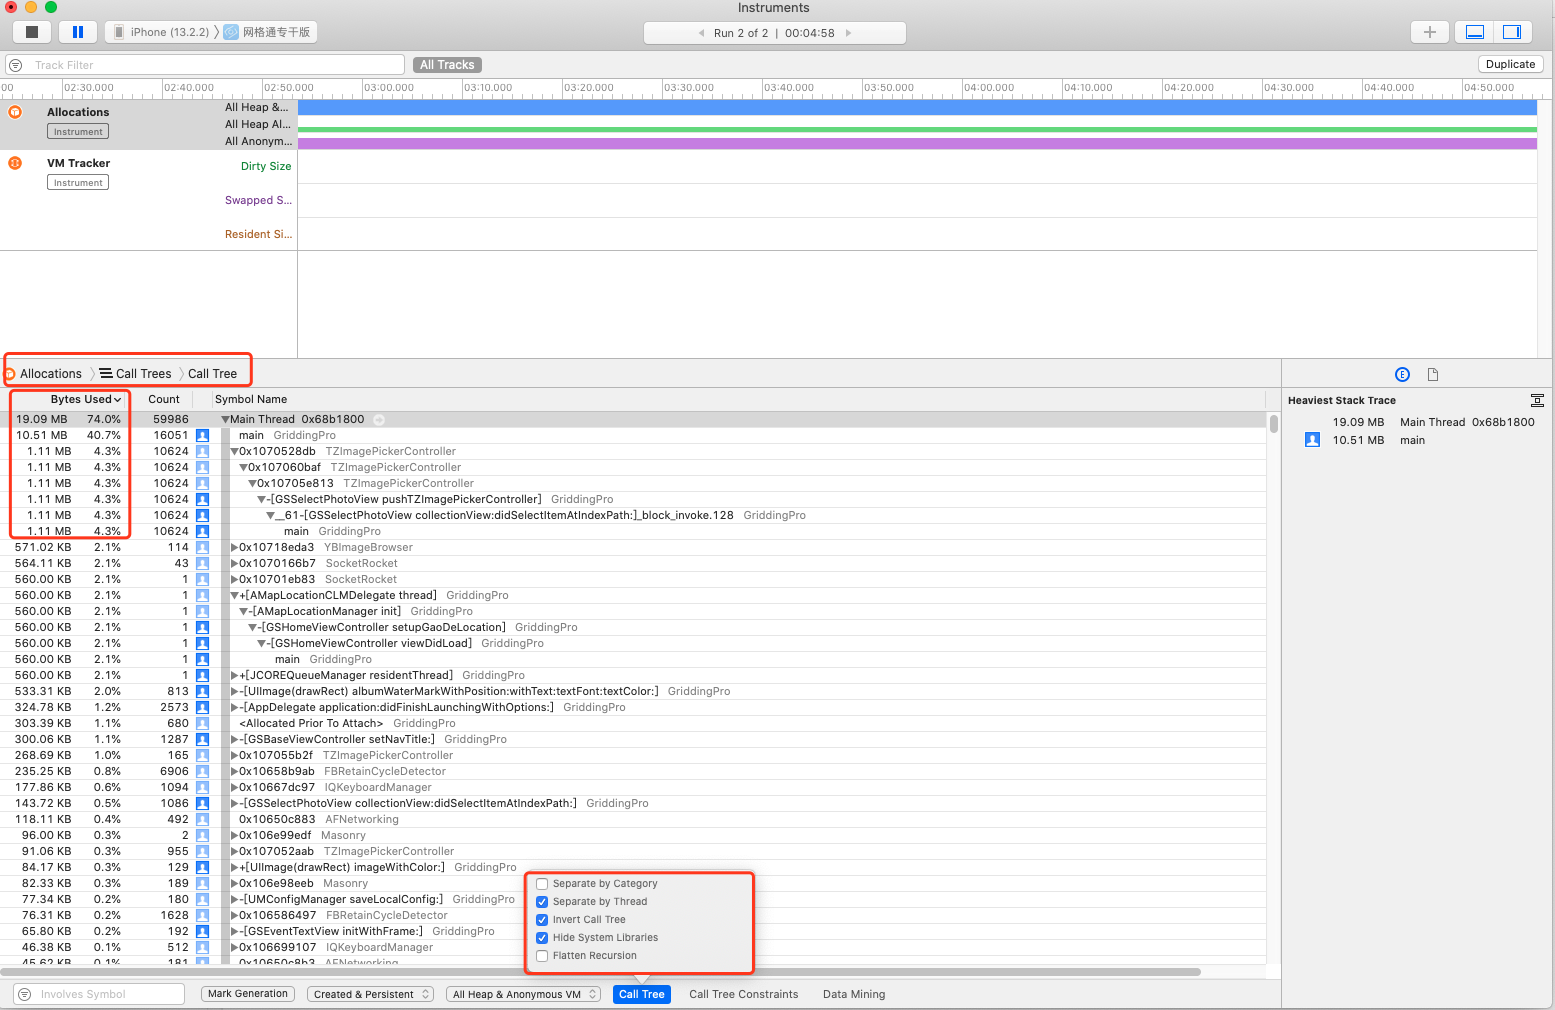 Instruments
iPhone (13.2.2) 网格通专干版
Run 2 of 2 | 00:04:58
Track Filter All Tracks Duplicate
00 02:30.000 02:40.000 02:50.000 03:00.000 03:10.000 03:20.000 03:30.000 03:40.000 03:50.000 04:00.000 04:10.000 04:20.000 04:30.000 04:40.000 04:50.000
Allocations All Heap &...
Instrument All Heap Al...
All Anonym...
VM Tracker Dirty Size
Instrument
Swapped S...
Resident Si...
Allocations Call Trees Call Tree
Bytes Used Count Symbol Name
19.09 MB 74.0% 59986 Main Thread 0x68b1800
10.51 MB 40.7% 16051 main GriddingPro
1.11 MB 4.3% 10624 0x1070528db TZImagePickerController
1.11 MB 4.3% 10624 0x107060baf TZImagePickerController
1.11 MB 4.3% 10624 0x10705e813 TZImagePickerController
1.11 MB 4.3% 10624 -[GSSelectPhotoView pushTZImagePickerController] GriddingPro
1.11 MB 4.3% 10624 __61-[GSSelectPhotoView collectionView:didSelectItemAtIndexPath:]_block_invoke.128 GriddingPro
1.11 MB 4.3% 10624 main GriddingPro
571.02 KB 2.1% 114 0x10718eda3 YBImageBrowser
564.11 KB 2.1% 43 0x1070166b7 SocketRocket
560.00 KB 2.1% 1 0x10701eb83 SocketRocket
560.00 KB 2.1% 1 +[AMapLocationCLMDelegate thread] GriddingPro
560.00 KB 2.1% 1 -[AMapLocationManager init] GriddingPro
560.00 KB 2.1% 1 -[GSHomeViewController setupGaoDeLocation] GriddingPro
560.00 KB 2.1% 1 -[GSHomeViewController viewDidLoad] GriddingPro
560.00 KB 2.1% 1 main GriddingPro
560.00 KB 2.1% 1 +[JCOREQueueManager residentThread] GriddingPro
533.31 KB 2.0% 813 -[UIImage(drawRect) albumWaterMarkWithPosition:withText:textFont:textColor:] GriddingPro
324.78 KB 1.2% 2573 -[AppDelegate application:didFinishLaunchingWithOptions:] GriddingPro
303.39 KB 1.1% 680 <Allocated Prior To Attach> GriddingPro
300.06 KB 1.1% 1287 -[GSBaseViewController setNavTitle:] GriddingPro
268.69 KB 1.0% 165 0x107055b2f TZImagePickerController
235.25 KB 0.8% 6906 0x10658b9ab FBRetainCycleDetector
177.86 KB 0.6% 1094 0x10667dc97 IQKeyboardManager
143.72 KB 0.5% 1086 -[GSSelectPhotoView collectionView:didSelectItemAtIndexPath:] GriddingPro
118.11 KB 0.4% 492 0x10650c883 AFNetworking
96.00 KB 0.3% 2 0x106e99edf Masonry
91.06 KB 0.3% 955 0x107052aab TZImagePickerController
84.17 KB 0.3% 129 +[UIImage(drawRect) imageWithColor:] GriddingPro
82.33 KB 0.3% 189 0x106e98eeb Masonry
77.34 KB 0.2% 180 -[UMConfigManager saveLocalConfig:] GriddingPro
76.31 KB 0.2% 1628 0x106586497 FBRetainCycleDetector
65.80 KB 0.2% 192 -[GSEventTextView initWithFrame:] GriddingPro
46.38 KB 0.1% 512 0x106699107 IQKeyboardManager
45.62 KB 0.1% 181 0x10650c8b3 AFNetworking
Separate by Category
Separate by Thread
Invert Call Tree
Hide System Libraries
Flatten Recursion
Involves Symbol Mark Generation Created & Persistent All Heap & Anonymous VM Call Tree Call Tree Constraints Data Mining
E
Heaviest Stack Trace
19.09 MB Main Thread 0x68b1800
10.51 MB main